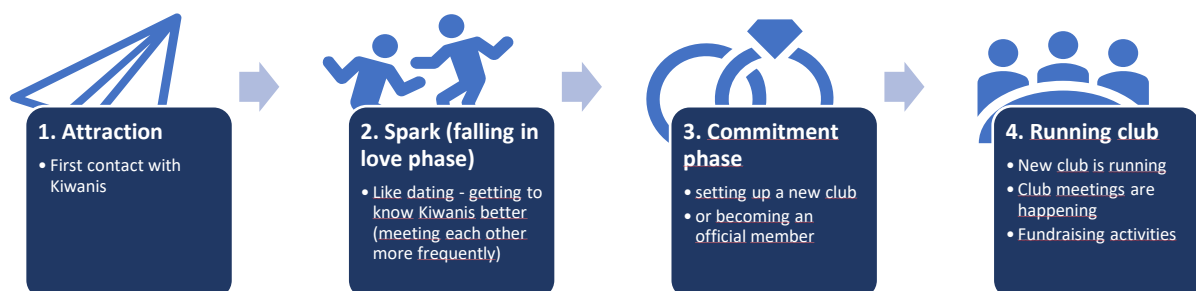 1. Attraction
• First contact with
Kiwanis
2. Spark (falling in
love phase)
• Like dating - getting to
know Kiwanis better
(meeting each other
more frequently)
3. Commitment
phase
• setting up a new club
• or becoming an
official member
4. Running club
• New club is running
• Club meetings are
happening
• Fundraising activities